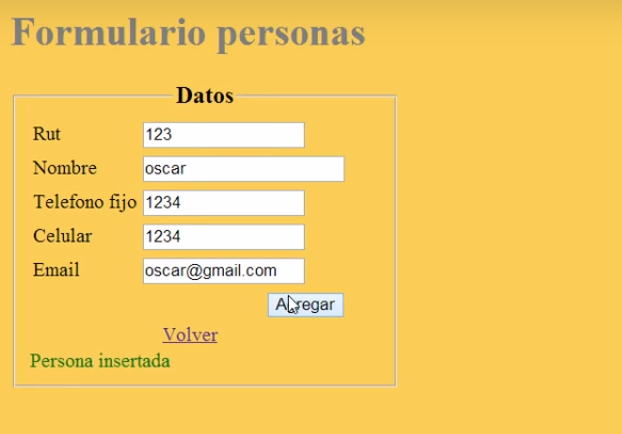 Formulario personas
Datos
Rut 123
Nombre oscar
Telefono fijo 1234
Celular 1234
Email oscar@gmail.com
Agregar
Volver
Persona insertada